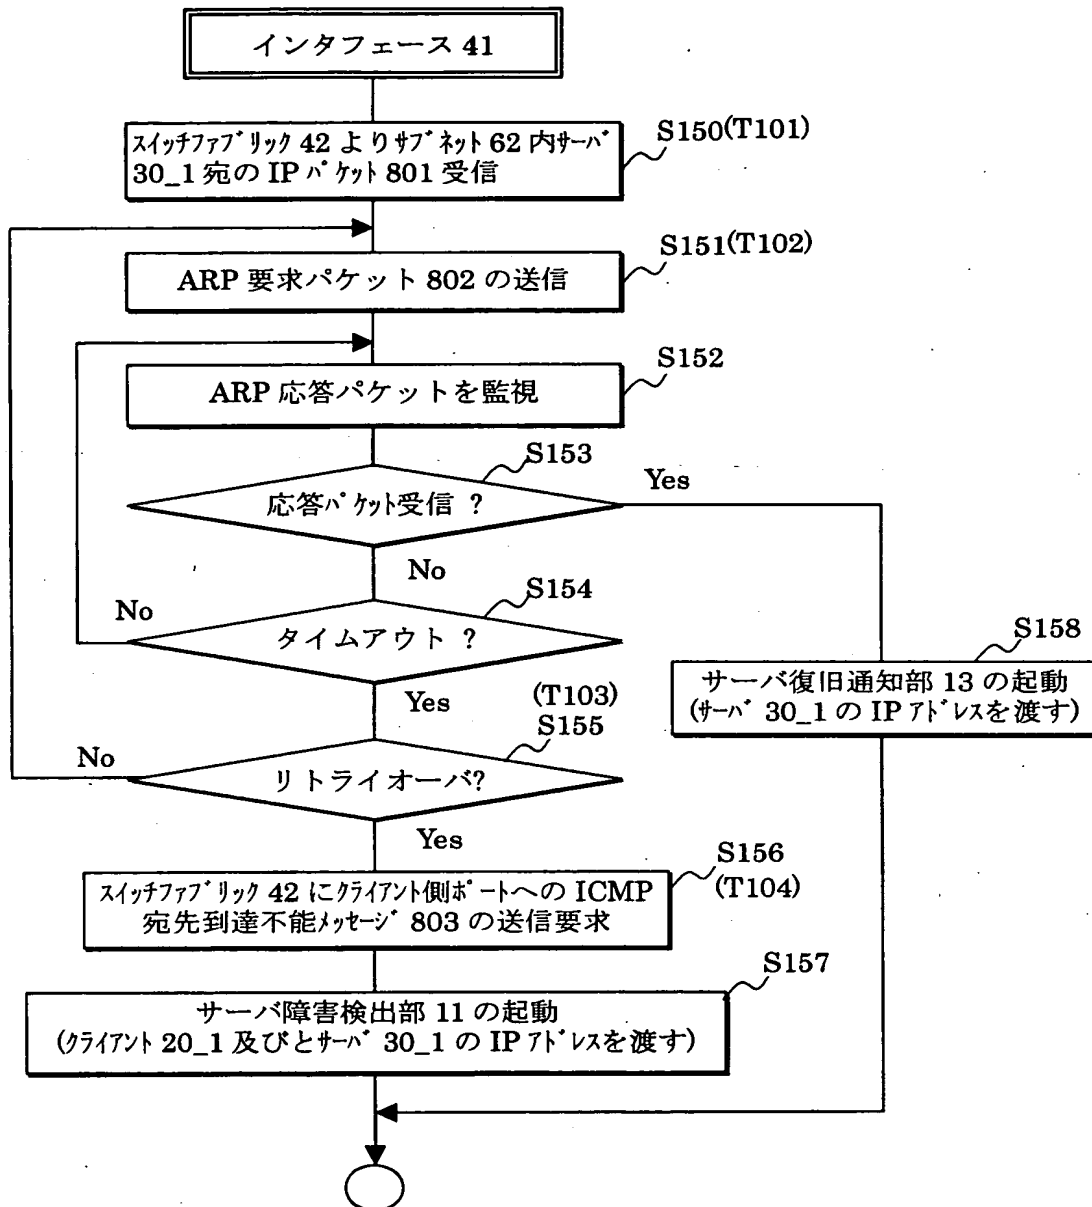 インタフェース 41
スイッチファブリック 42 よりサブネット 62 内サーバ
30_1 宛の IP パケット 801 受信
S150(T101)
ARP 要求パケット 802 の送信
S151(T102)
ARP 応答パケットを監視
S152
応答パケット受信 ?
S153
Yes
No
タイムアウト ?
S154
No
Yes
サーバ復旧通知部 13 の起動
(サーバ 30_1 の IP アドレスを渡す)
S158
(T103)
S155
リトライオーバ?
No
Yes
スイッチファブリック 42 にクライアント側ポートへの ICMP
宛先到達不能メッセージ 803 の送信要求
S156
(T104)
サーバ障害検出部 11 の起動
(クライアント 20_1 及びとサーバ 30_1 の IP アドレスを渡す)
S157